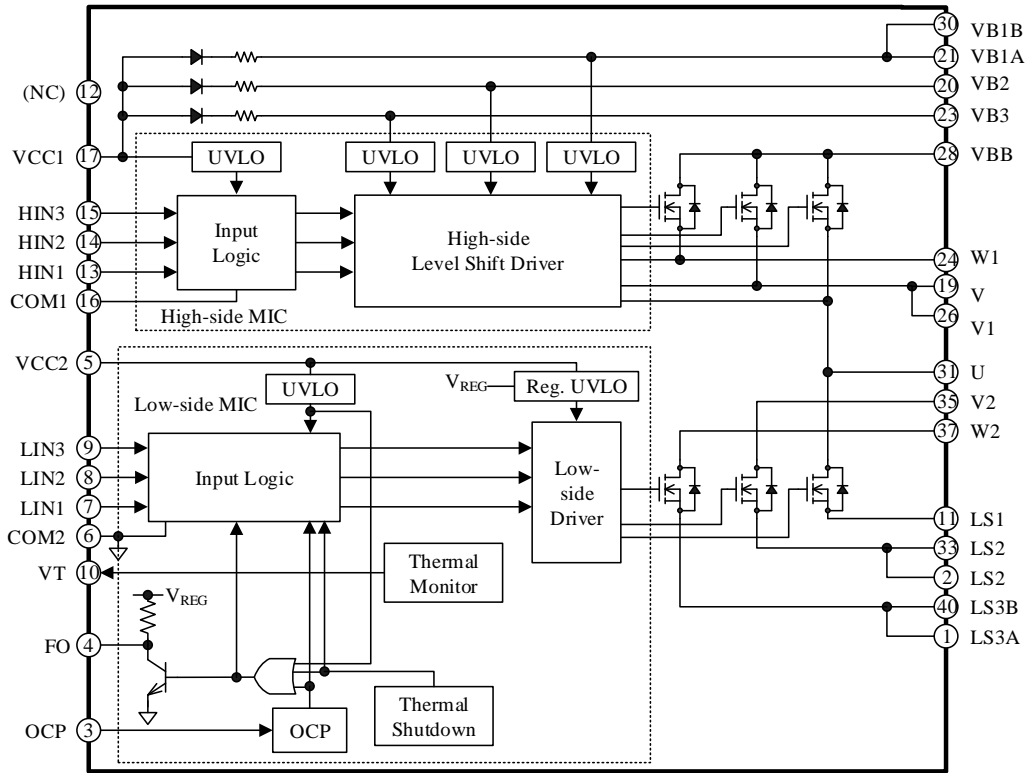 30 VB1B
21 VB1A
(NC) 12
20 VB2
23 VB3
VCC1 17
UVLO
UVLO
UVLO
UVLO
28 VBB
HIN3 15
HIN2 14
HIN1 13
COM1 16
Input
Logic
High-side
Level Shift Driver
High-side MIC
24 W1
19 V
26 V1
VCC2 5
UVLO
VREG
Reg. UVLO
Low-side MIC
31 U
35 V2
37 W2
LIN3 9
LIN2 8
LIN1 7
COM2 6
Input Logic
Low-
side
Driver
11 LS1
33 LS2
2 LS2
40 LS3B
1 LS3A
VT 10
Thermal
Monitor
VREG
FO 4
Thermal
Shutdown
OCP 3
OCP